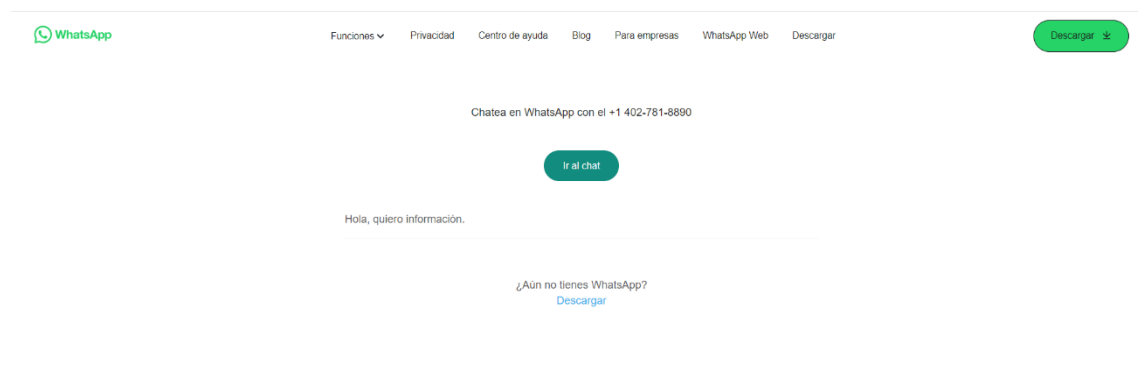 WhatsApp
Funciones Privacidad Centro de ayuda Blog Para empresas WhatsApp Web Descargar
Descargar
Chatea en WhatsApp con el +1 402-781-8890
Ir al chat
Hola, quiero información.
¿Aún no tienes WhatsApp?
Descargar